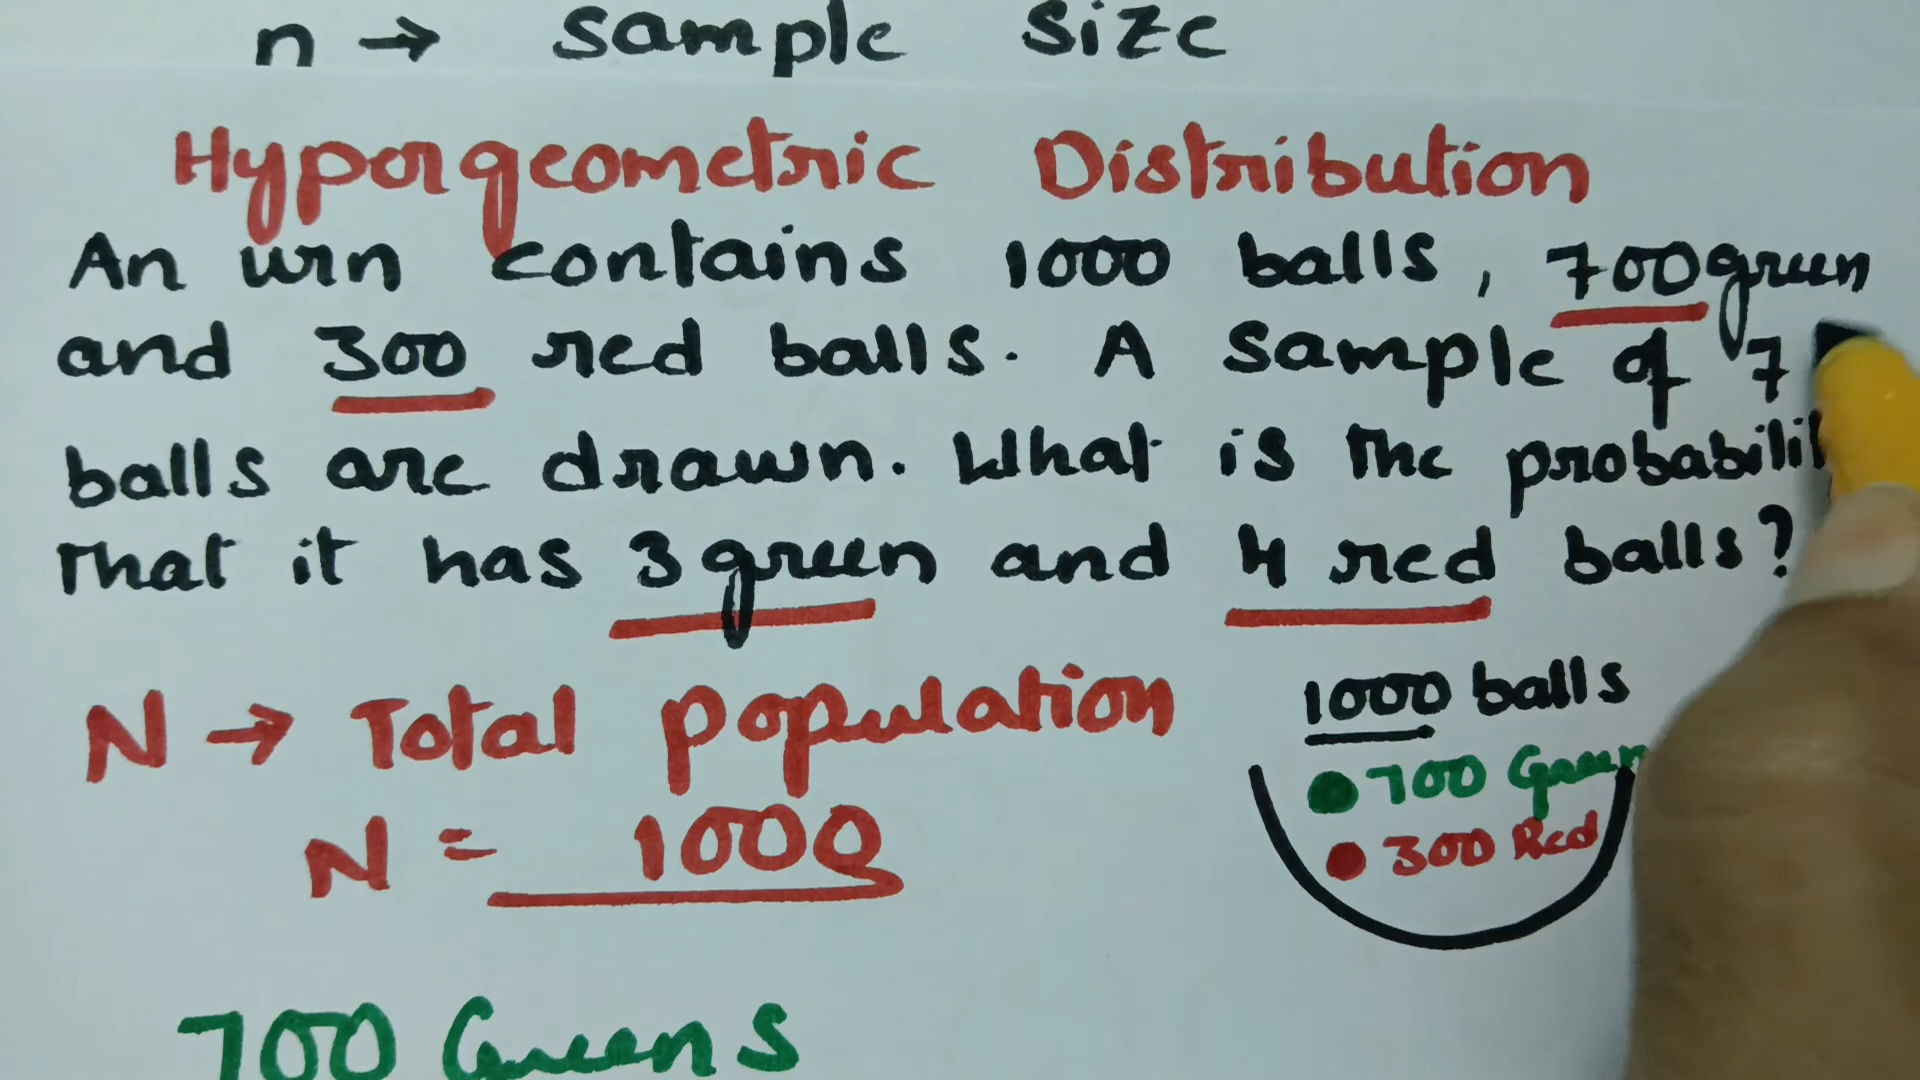 n → sample size
Hypergeometric Distribution
An urn contains 1000 balls, 700 green
and 300 red balls. A sample of 7
balls are drawn. What is the
that it has 3 green and 4 red balls?
N → Total population
1000 balls
N = 1000
700 Green
300 Red
700 Greens